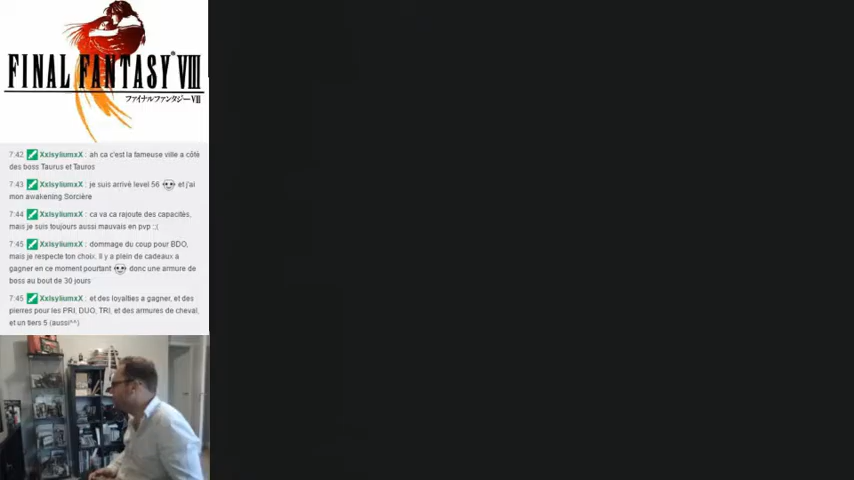 FINAL FANTASY VIII
ファイナルファンタジーVIII
7:42 XxIsyliumxX : ah ca c'est la fameuse ville a côté
des boss Taurus et Tauros
7:43 XxIsyliumxX : je suis arrivé level 56 et j'ai
mon awakening Sorcière
7:44 XxIsyliumxX : ca va ca rajoute des capacités,
mais je suis toujours aussi mauvais en pvp ;;(
7:45 XxIsyliumxX : dommage du coup pour BDO,
mais je respecte ton choix. Il y a plein de cadeaux a
gagner en ce moment pourtant donc une armure de
boss au bout de 30 jours
7:45 XxIsyliumxX : et des loyalties a gagner, et des
pierres pour les PRI, DUO, TRI, et des armures de cheval,
et un tiers 5 (aussi^^)